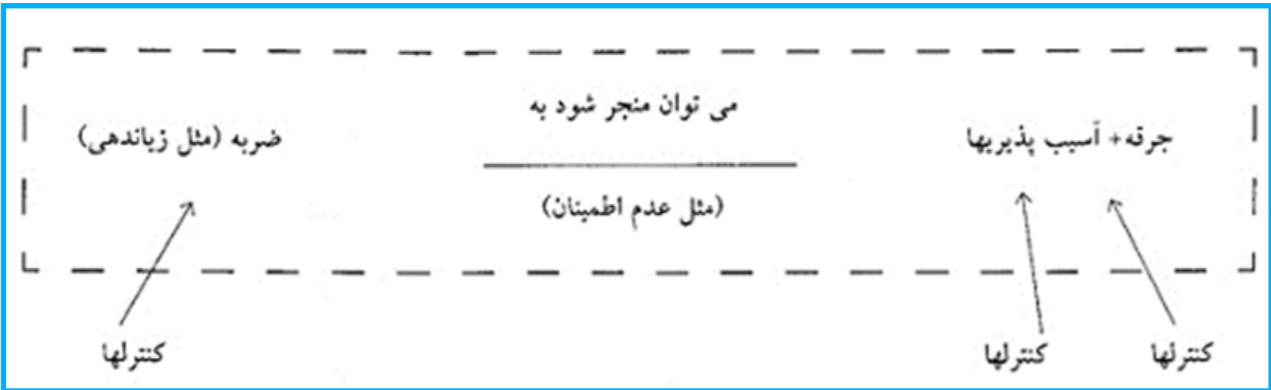 می توان منجر شود به
جرقه+ آسیب پذیریها
ضربه (مثل زیاندهی)
(مثل عدم اطمینان)
کنترلها
کنترلها
کنترلها